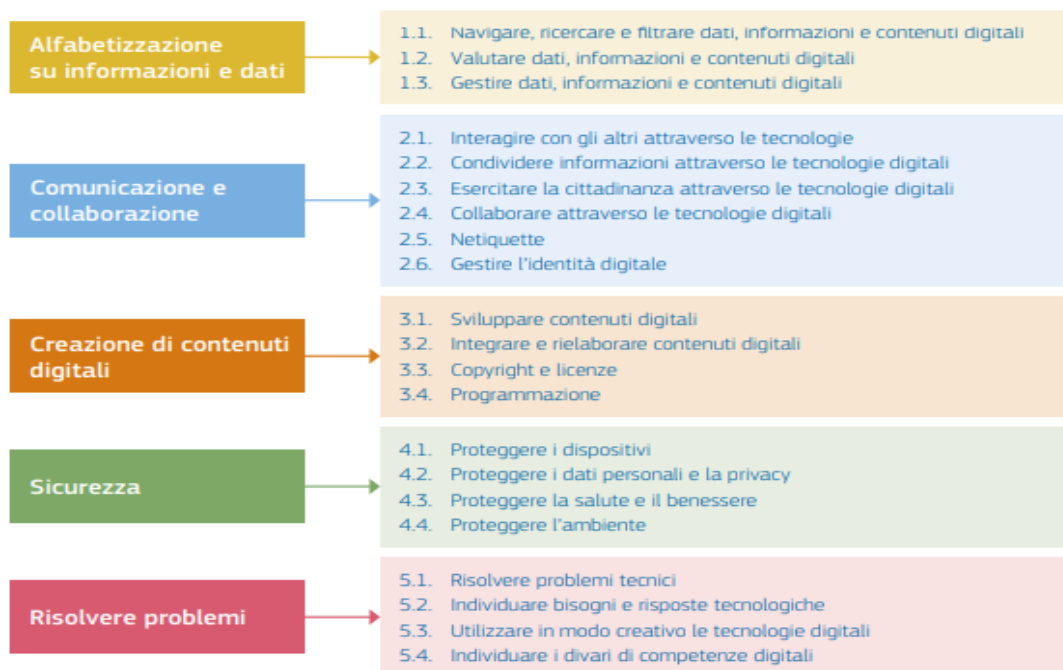 Alfabetizzazione
su informazioni e dati
1.1. Navigare, ricercare e filtrare dati, informazioni e contenuti digitali
1.2. Valutare dati, informazioni e contenuti digitali
1.3. Gestire dati, informazioni e contenuti digitali
Comunicazione e
collaborazione
2.1. Interagire con gli altri attraverso le tecnologie
2.2. Condividere informazioni attraverso le tecnologie digitali
2.3. Esercitare la cittadinanza attraverso le tecnologie digitali
2.4. Collaborare attraverso le tecnologie digitali
2.5. Netiquette
2.6. Gestire l'identità digitale
Creazione di contenuti
digitali
3.1. Sviluppare contenuti digitali
3.2. Integrare e rielaborare contenuti digitali
3.3. Copyright e licenze
3.4. Programmazione
Sicurezza
4.1. Proteggere i dispositivi
4.2. Proteggere i dati personali e la privacy
4.3. Proteggere la salute e il benessere
4.4. Proteggere l'ambiente
Risolvere problemi
5.1. Risolvere problemi tecnici
5.2. Individuare bisogni e risposte tecnologiche
5.3. Utilizzare in modo creativo le tecnologie digitali
5.4. Individuare i divari di competenze digitali